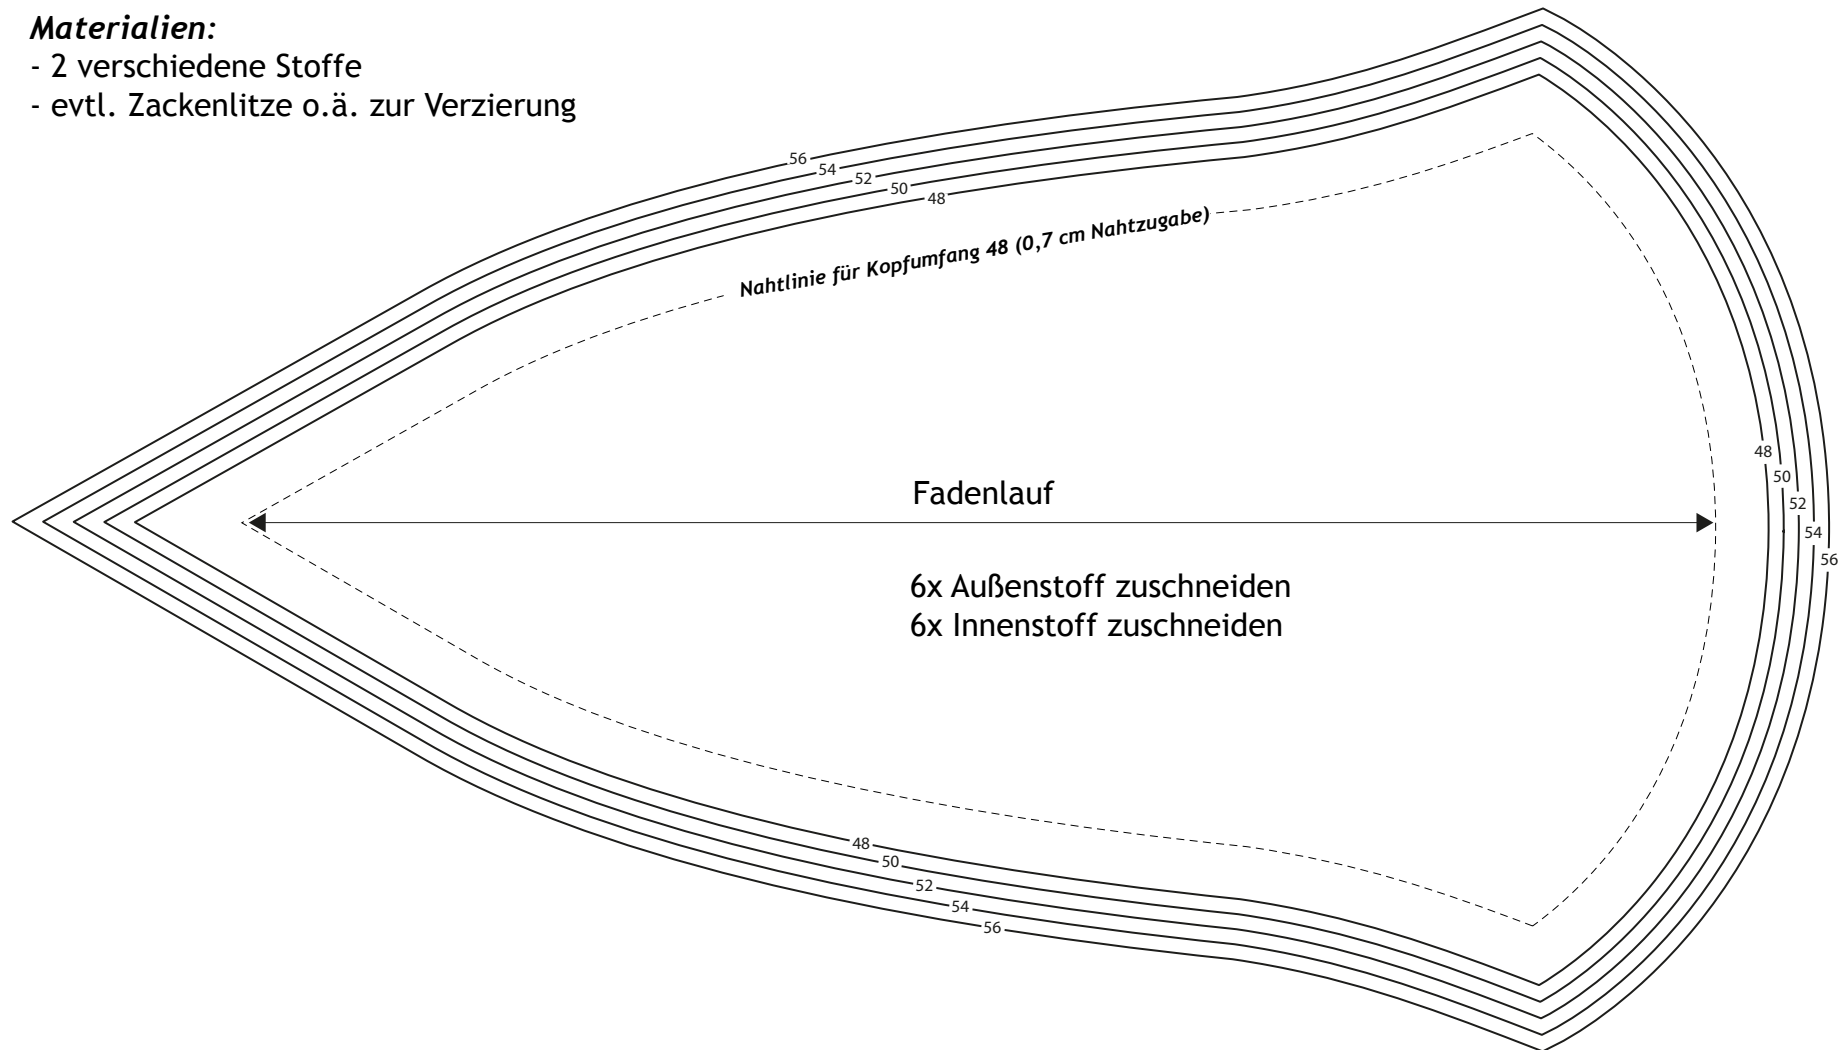 Materialien:
- 2 verschiedene Stoffe
- evtl. Zackenlitze o.ä. zur Verzierung
56
54
52
50
48
Nahtlinie für Kopfumfang 48 (0,7 cm Nahtzugabe)
48
50
52
54
56
Fadenlauf
6x Außenstoff zuschneiden
6x Innenstoff zuschneiden
48
50
52
54
56